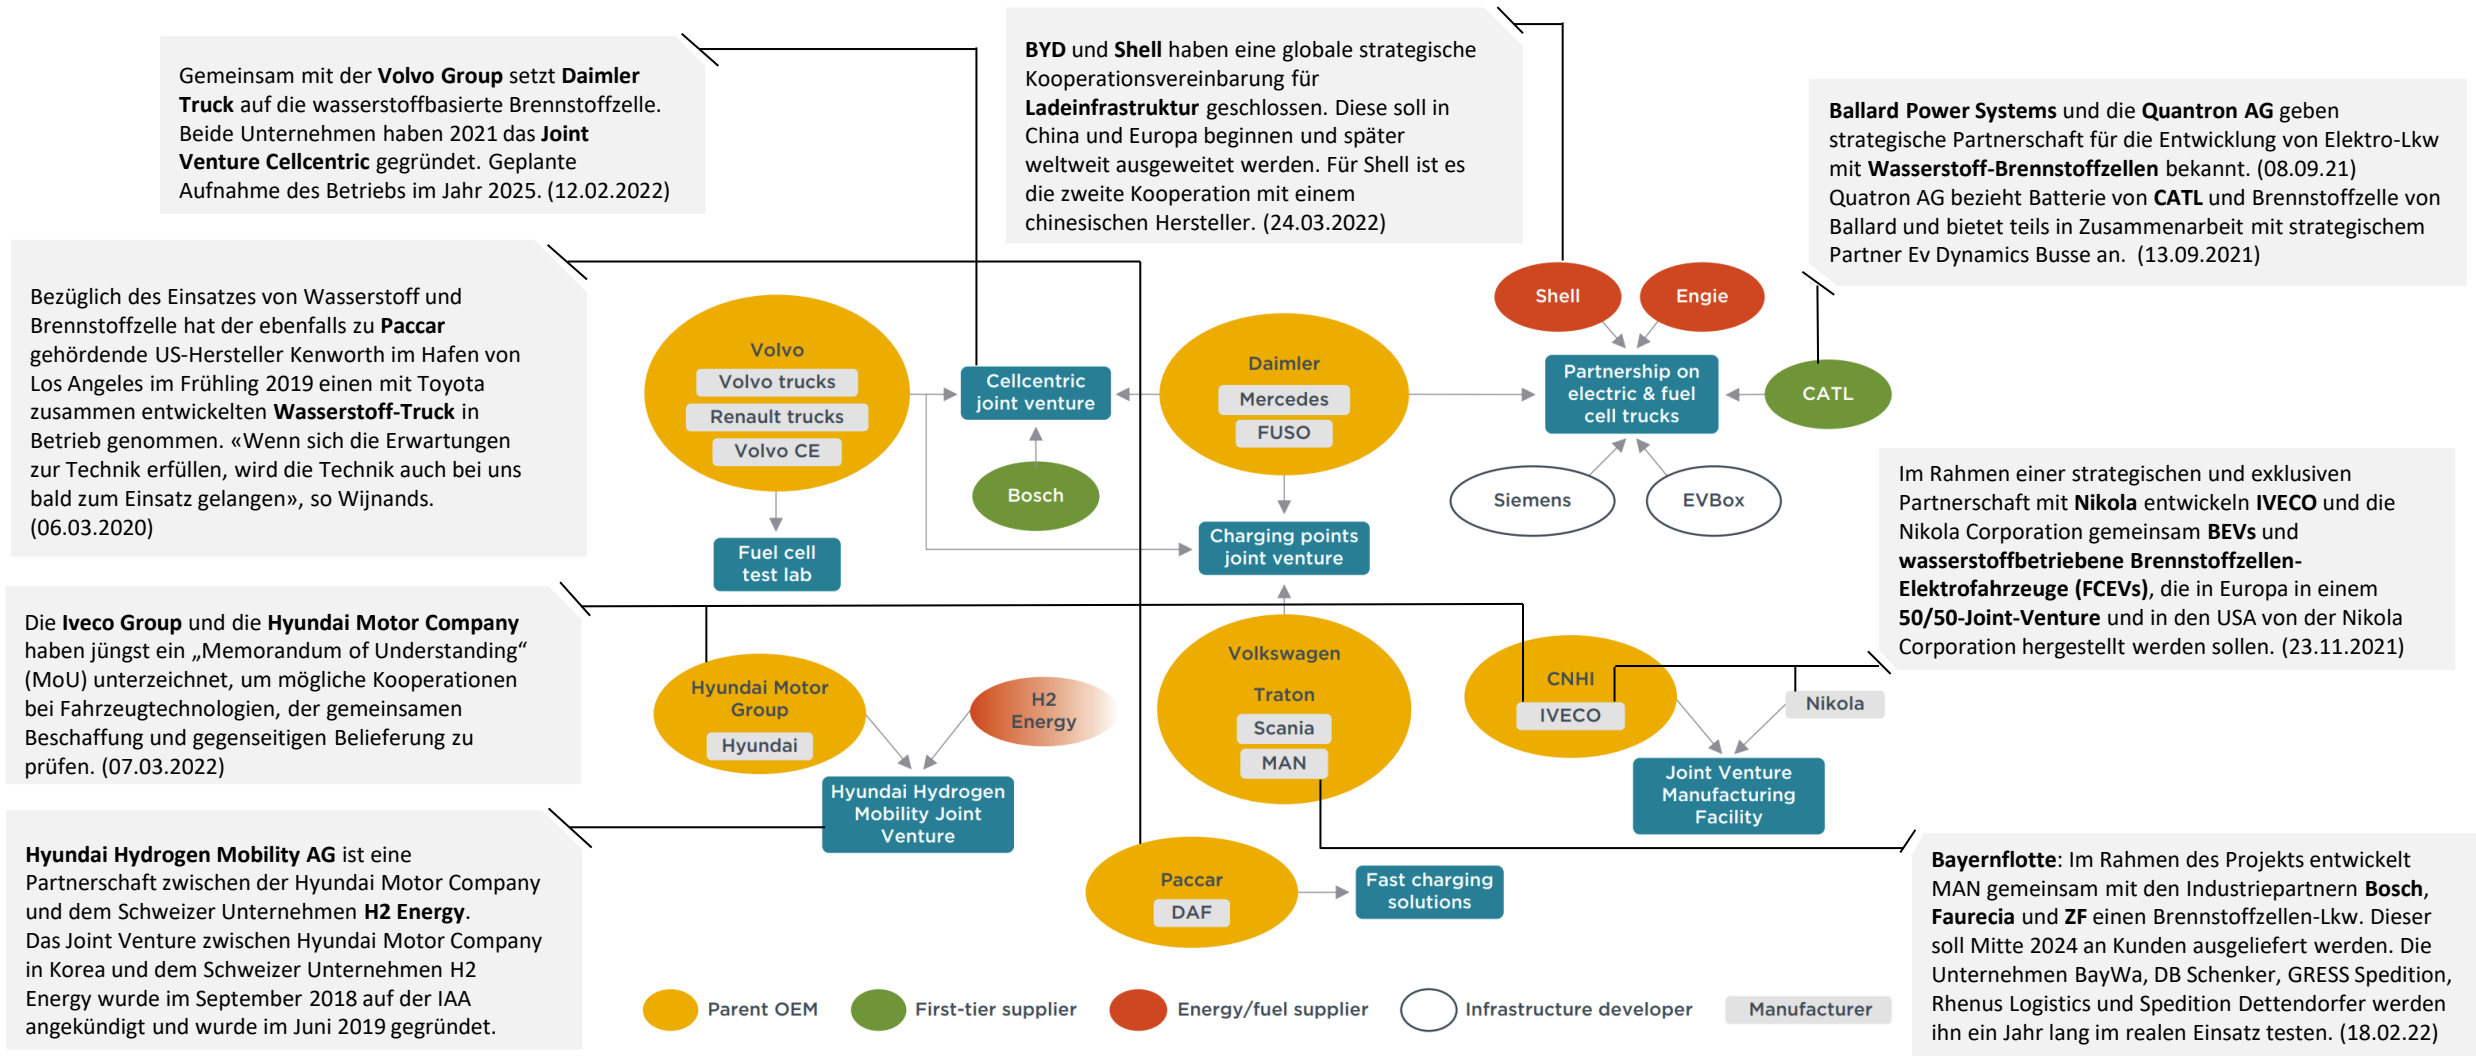 Gemeinsam mit der Volvo Group setzt Daimler
Truck auf die wasserstoffbasierte Brennstoffzelle.
Beide Unternehmen haben 2021 das Joint
Venture Cellcentric gegründet. Geplante
Aufnahme des Betriebs im Jahr 2025. (12.02.2022)
BYD und Shell haben eine globale strategische
Kooperationsvereinbarung für
Ladeinfrastruktur geschlossen. Diese soll in
China und Europa beginnen und später
weltweit ausgeweitet werden. Für Shell ist es
die zweite Kooperation mit einem
chinesischen Hersteller. (24.03.2022)
Ballard Power Systems und die Quantron AG geben
strategische Partnerschaft für die Entwicklung von Elektro-Lkw
mit Wasserstoff-Brennstoffzellen bekannt. (08.09.21)
Quatron AG bezieht Batterie von CATL und Brennstoffzelle von
Ballard und bietet teils in Zusammenarbeit mit strategischem
Partner Ev Dynamics Busse an. (13.09.2021)
Bezüglich des Einsatzes von Wasserstoff und
Brennstoffzelle hat der ebenfalls zu Paccar
gehördende US-Hersteller Kenworth im Hafen von
Los Angeles im Frühling 2019 einen mit Toyota
zusammen entwickelten Wasserstoff-Truck in
Betrieb genommen. «Wenn sich die Erwartungen
zur Technik erfüllen, wird die Technik auch bei uns
bald zum Einsatz gelangen», so Wijnands.
(06.03.2020)
Volvo
Volvo trucks
Renault trucks
Volvo CE
Cellcentric
joint venture
Bosch
Fuel cell
test lab
Daimler
Mercedes
FUSO
Charging points
joint venture
Shell
Engie
Partnership on
electric & fuel
cell trucks
CATL
Siemens
EVBox
Im Rahmen einer strategischen und exklusiven
Partnerschaft mit Nikola entwickeln IVECO und die
Nikola Corporation gemeinsam BEVs und
wasserstoffbetriebene Brennstoffzellen-
Elektrofahrzeuge (FCEVs), die in Europa in einem
50/50-Joint-Venture und in den USA von der Nikola
Corporation hergestellt werden sollen. (23.11.2021)
Die Iveco Group und die Hyundai Motor Company
haben jüngst ein „Memorandum of Understanding“
(MoU) unterzeichnet, um mögliche Kooperationen
bei Fahrzeugtechnologien, der gemeinsamen
Beschaffung und gegenseitigen Belieferung zu
prüfen. (07.03.2022)
Hyundai Motor
Group
Hyundai
H2
Energy
Hyundai Hydrogen
Mobility Joint
Venture
Volkswagen
Traton
Scania
MAN
CNHI
IVECO
Nikola
Joint Venture
Manufacturing
Facility
Paccar
DAF
Fast charging
solutions
Hyundai Hydrogen Mobility AG ist eine
Partnerschaft zwischen der Hyundai Motor Company
und dem Schweizer Unternehmen H2 Energy.
Das Joint Venture zwischen Hyundai Motor Company
in Korea und dem Schweizer Unternehmen H2
Energy wurde im September 2018 auf der IAA
angekündigt und wurde im Juni 2019 gegründet.
Bayernflotte: Im Rahmen des Projekts entwickelt
MAN gemeinsam mit den Industriepartnern Bosch,
Faurecia und ZF einen Brennstoffzellen-Lkw. Dieser
soll Mitte 2024 an Kunden ausgeliefert werden. Die
Unternehmen BayWa, DB Schenker, GRESS Spedition,
Rhenus Logistics und Spedition Dettendorfer werden
ihn ein Jahr lang im realen Einsatz testen. (18.02.22)
Parent OEM
First-tier supplier
Energy/fuel supplier
Infrastructure developer
Manufacturer